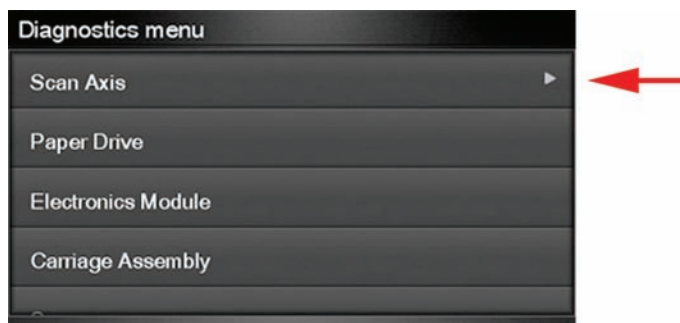 Diagnostics menu
Scan Axis
Paper Drive
Electronics Module
Carriage Assembly